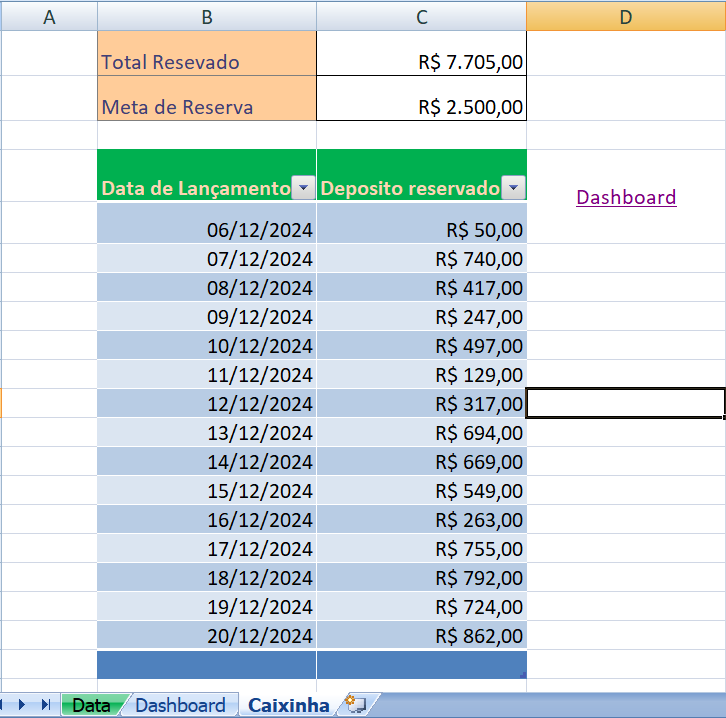 A B C D
Total Resevado R$ 7.705,00
Meta de Reserva R$ 2.500,00
Data de Lançamento Deposito reservado
Dashboard
06/12/2024 R$ 50,00
07/12/2024 R$ 740,00
08/12/2024 R$ 417,00
09/12/2024 R$ 247,00
10/12/2024 R$ 497,00
11/12/2024 R$ 129,00
12/12/2024 R$ 317,00
13/12/2024 R$ 694,00
14/12/2024 R$ 669,00
15/12/2024 R$ 549,00
16/12/2024 R$ 263,00
17/12/2024 R$ 755,00
18/12/2024 R$ 792,00
19/12/2024 R$ 724,00
20/12/2024 R$ 862,00
Data Dashboard Caixinha